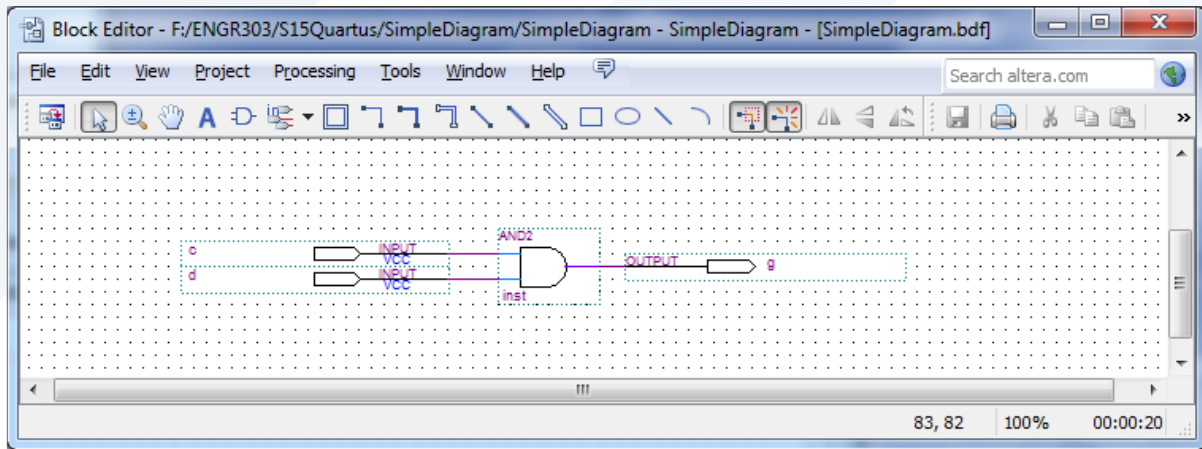 Block Editor - F:/ENGR303/S15Quartus/SimpleDiagram/SimpleDiagram - SimpleDiagram - [SimpleDiagram.bdf]
File Edit View Project Processing Tools Window Help Search altera.com
A »
AND2
c INPUT
VCC
OUTPUT g
d INPUT
VCC
inst
83, 82 100% 00:00:20